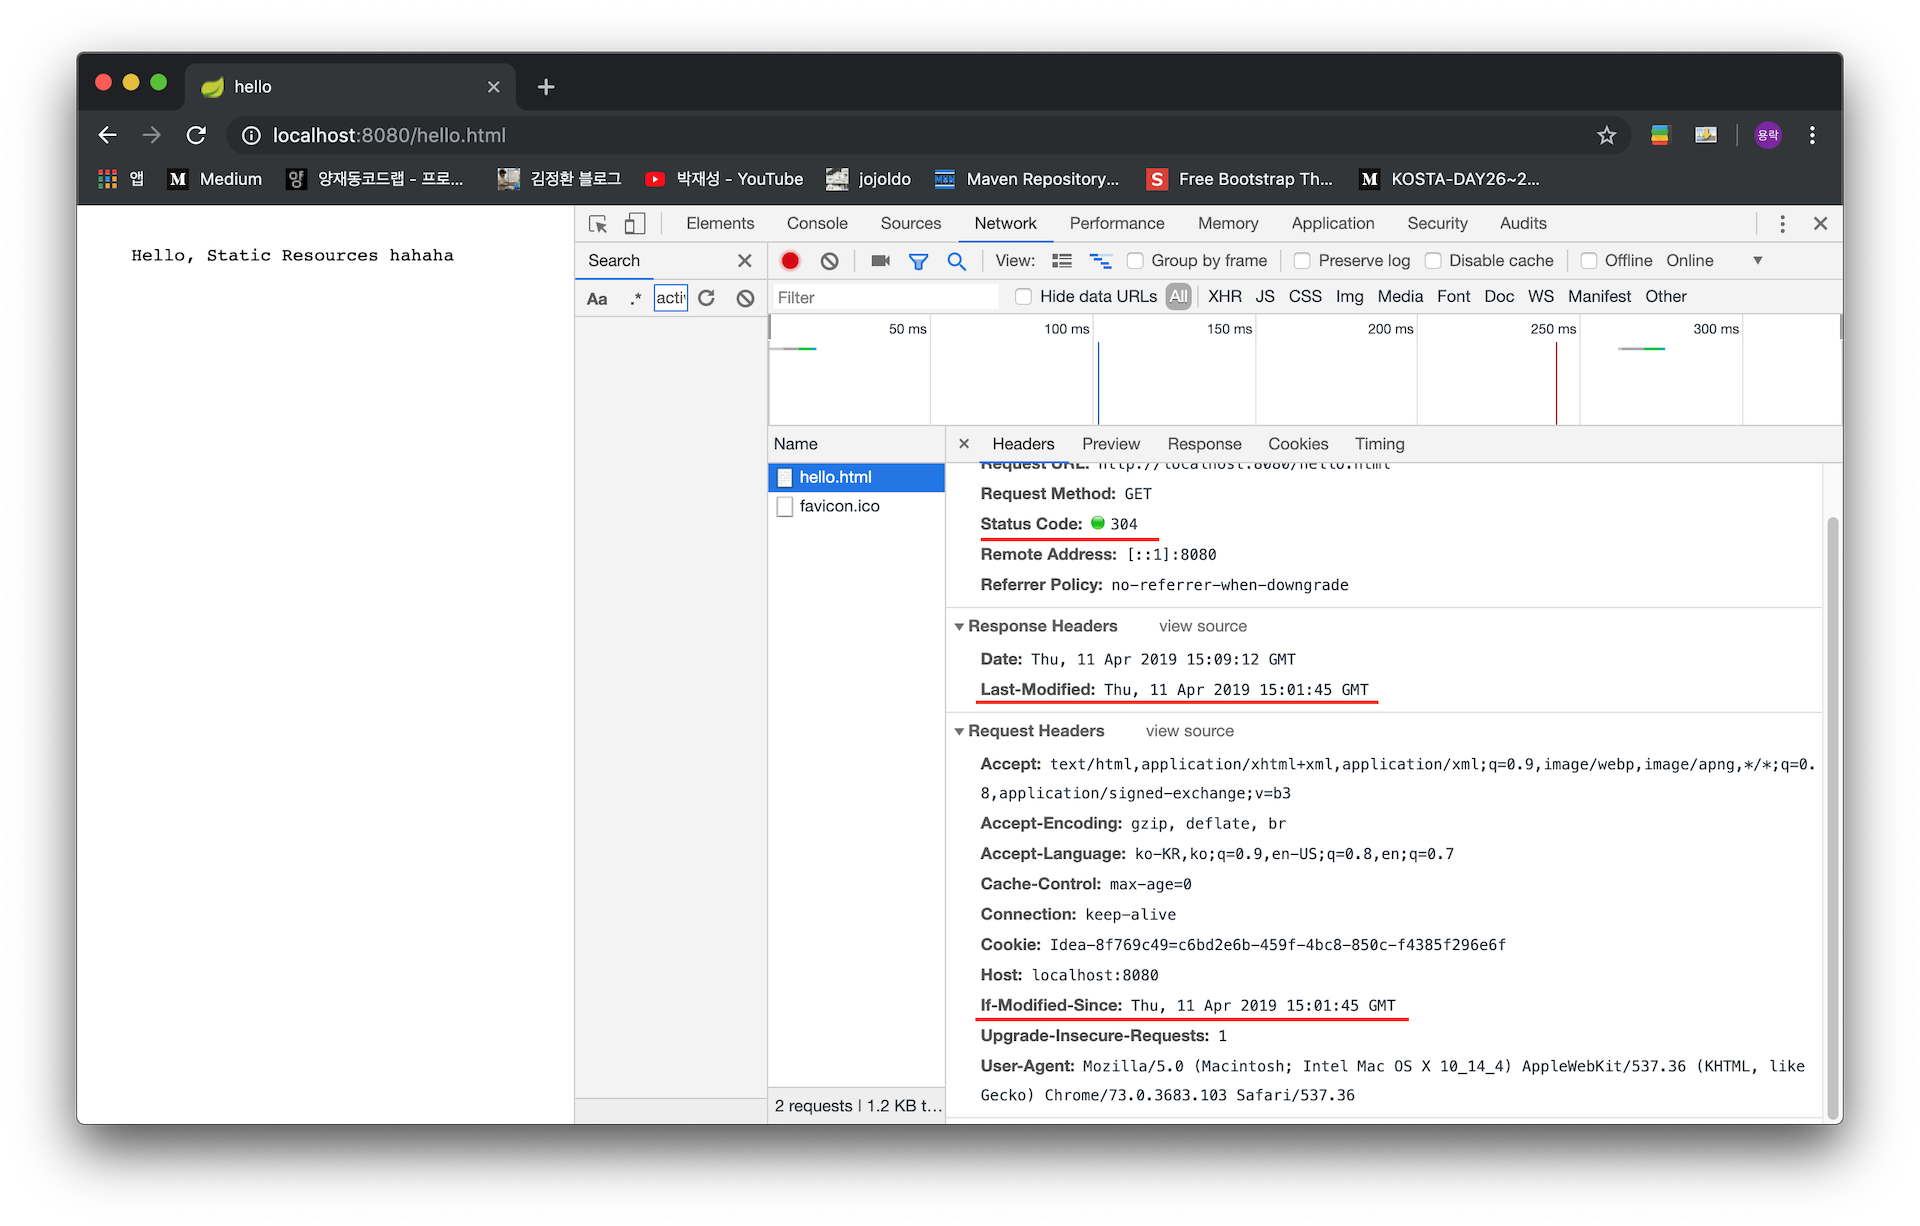 hello
localhost:8080/hello.html
용락
앱
Medium
양재동코드랩 - 프로...
김정환 블로그
박재성 - YouTube
jojoldo
Maven Repository...
Free Bootstrap Th...
KOSTA-DAY26~2...
Hello, Static Resources hahaha
Elements Console Sources Network Performance Memory Application Security Audits
Search
View: Group by frame Preserve log Disable cache Offline Online
Aa .*
Filter Hide data URLs All XHR JS CSS Img Media Font Doc WS Manifest Other
50 ms 100 ms 150 ms 200 ms 250 ms 300 ms
Name
Headers Preview Response Cookies Timing
hello.html
favicon.ico
Request URL: http://localhost:8080/hello.html
Request Method: GET
Status Code: 304
Remote Address: [::1]:8080
Referrer Policy: no-referrer-when-downgrade
Response Headers view source
Date: Thu, 11 Apr 2019 15:09:12 GMT
Last-Modified: Thu, 11 Apr 2019 15:01:45 GMT
Request Headers view source
Accept: text/html,application/xhtml+xml,application/xml;q=0.9,image/webp,image/apng,*/*;q=0.
8,application/signed-exchange;v=b3
Accept-Encoding: gzip, deflate, br
Accept-Language: ko-KR,ko;q=0.9,en-US;q=0.8,en;q=0.7
Cache-Control: max-age=0
Connection: keep-alive
Cookie: Idea-8f769c49=c6bd2e6b-459f-4bc8-850c-f4385f296e6f
Host: localhost:8080
If-Modified-Since: Thu, 11 Apr 2019 15:01:45 GMT
Upgrade-Insecure-Requests: 1
User-Agent: Mozilla/5.0 (Macintosh; Intel Mac OS X 10_14_4) AppleWebKit/537.36 (KHTML, like
Gecko) Chrome/73.0.3683.103 Safari/537.36
2 requests | 1.2 KB t...